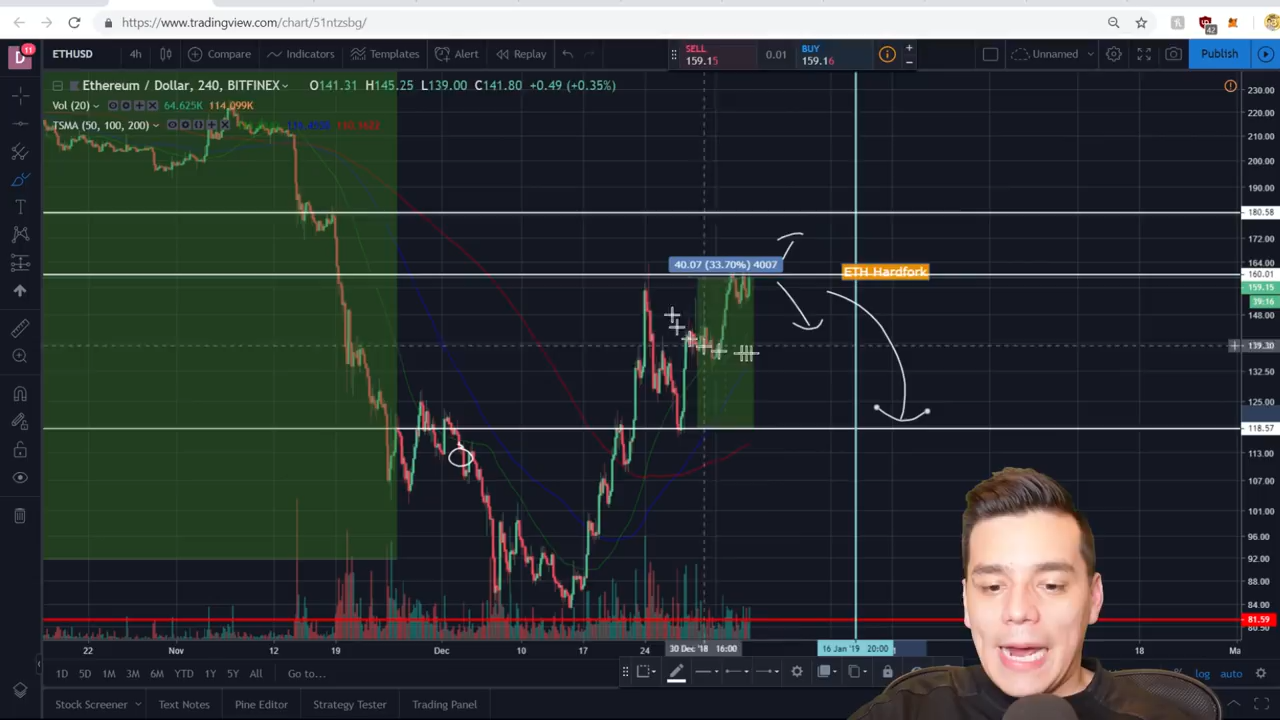 https://www.tradingview.com/chart/51ntzsbg/
42
D 11 ETHUSD 4h Compare Indicators Templates Alert Replay SELL 159.15 0.01 BUY 159.16 Unnamed Publish
Ethereum / Dollar, 240, BITFINEX O141.31 H145.25 L139.00 C141.80 +0.49 (+0.35%)
Vol (20) 64.625K 114.099K
TSMA (50, 100, 200)
230.00
220.00
210.00
200.00
190.00
180.58
172.00
164.00
40.07 (33.70%) 4007
ETH Hardfork
160.01
159.15
39:16
148.00
139.30
132.50
125.00
118.57
113.00
107.00
101.00
96.00
92.00
88.00
84.00
81.59
80.50
22 Nov 12 19 Dec 10 17 24 30 Dec '18 16:00 16 Jan '19 20:00 18 Ma
1D 5D 1M 3M 6M YTD 1Y 5Y All Go to... % log auto
Stock Screener Text Notes Pine Editor Strategy Tester Trading Panel